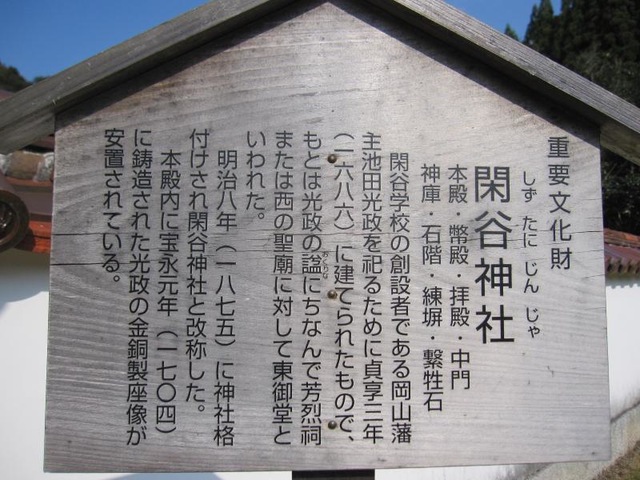 重要文化財
しずたにじんじゃ
閑谷神社
本殿・幣殿・拝殿・中門
神庫・石階・練塀・繋牲石
閑谷学校の創設者である岡山藩
主池田光政を祀るために貞享三年
（一六八六）に建てられたもので、
もとは光政の諡おくりなにちなんで芳烈祠
または西の聖廟に対して東御堂と
いわれた。
明治八年（一八七五）に神社格
付けされ閑谷神社と改称した。
本殿内に宝永元年（一七〇四）
に鋳造された光政の金銅製座像が
安置されている。